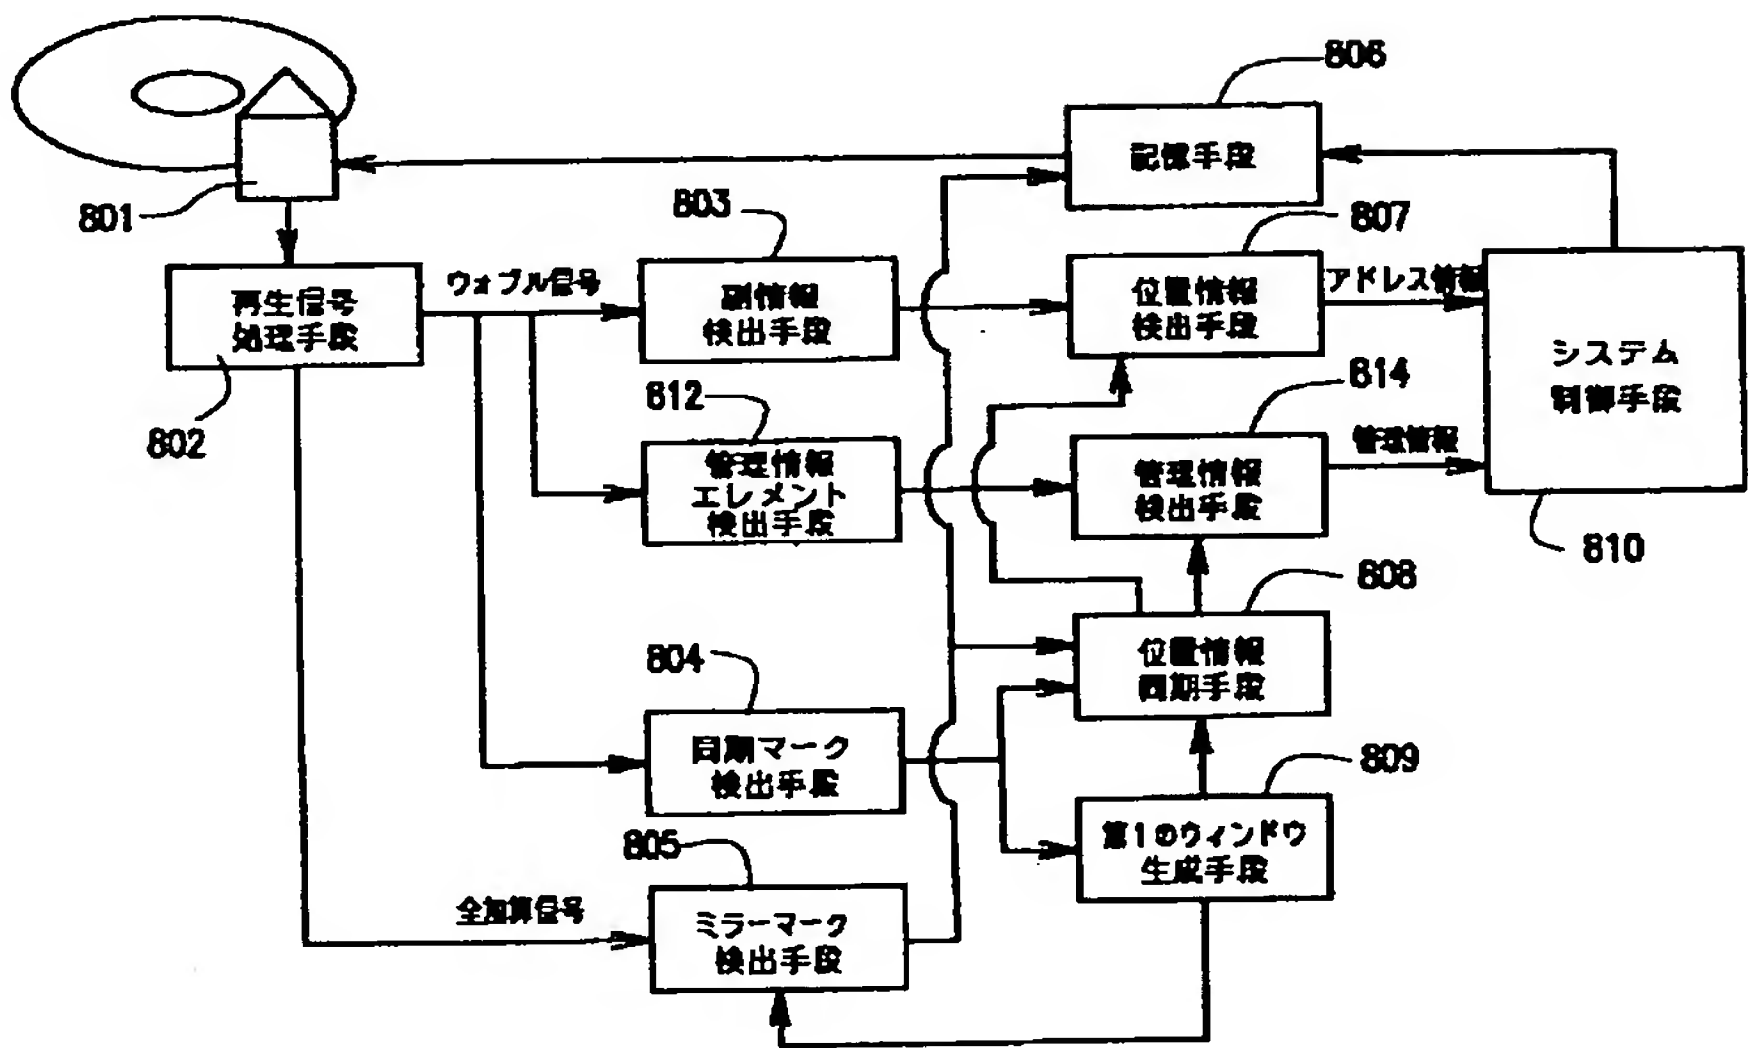 806
記憶手段
801
803
807
再生信号
処理手段
ウォブル信号
副情報
検出手段
位置情報
検出手段
アドレス情報
システム
制御手段
802
812
814
管理情報
エレメント
検出手段
管理情報
検出手段
管理情報
810
808
804
位置情報
同期手段
同期マーク
検出手段
809
805
第1のウィンドウ
生成手段
全加算信号
ミラーマーク
検出手段